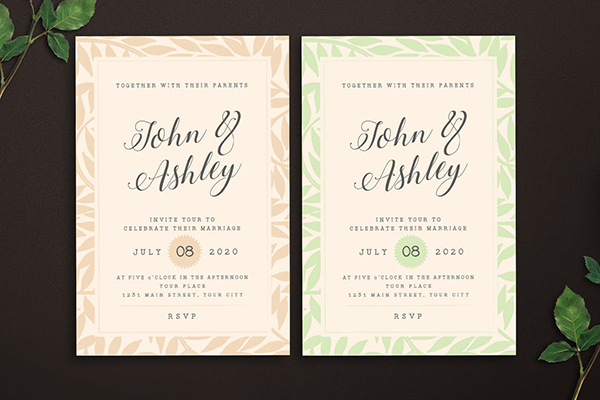 TOGETHER WITH THEIR PARENTS
John &
Ashley
INVITE YOUR TO
CELEBRATE THEIR MARRIAGE
JULY 08 2020
AT FIVE O'CLOCK IN THE AFTERNOON
YOUR PLACE
1231 MAIN STREET, YOUR CITY
RSVP
TOGETHER WITH THEIR PARENTS
John &
Ashley
INVITE YOUR TO
CELEBRATE THEIR MARRIAGE
JULY 08 2020
AT FIVE O'CLOCK IN THE AFTERNOON
YOUR PLACE
1231 MAIN STREET, YOUR CITY
RSVP